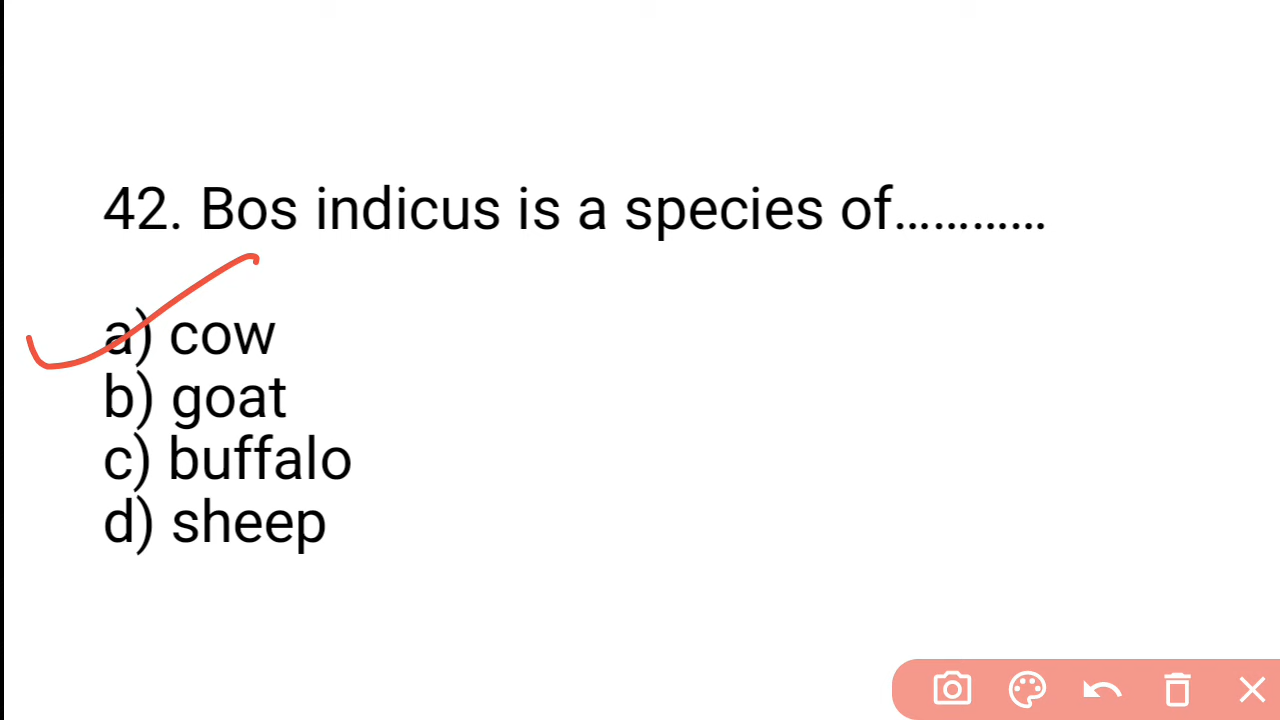 42. Bos indicus is a species of............
a) cow
b) goat
c) buffalo
d) sheep